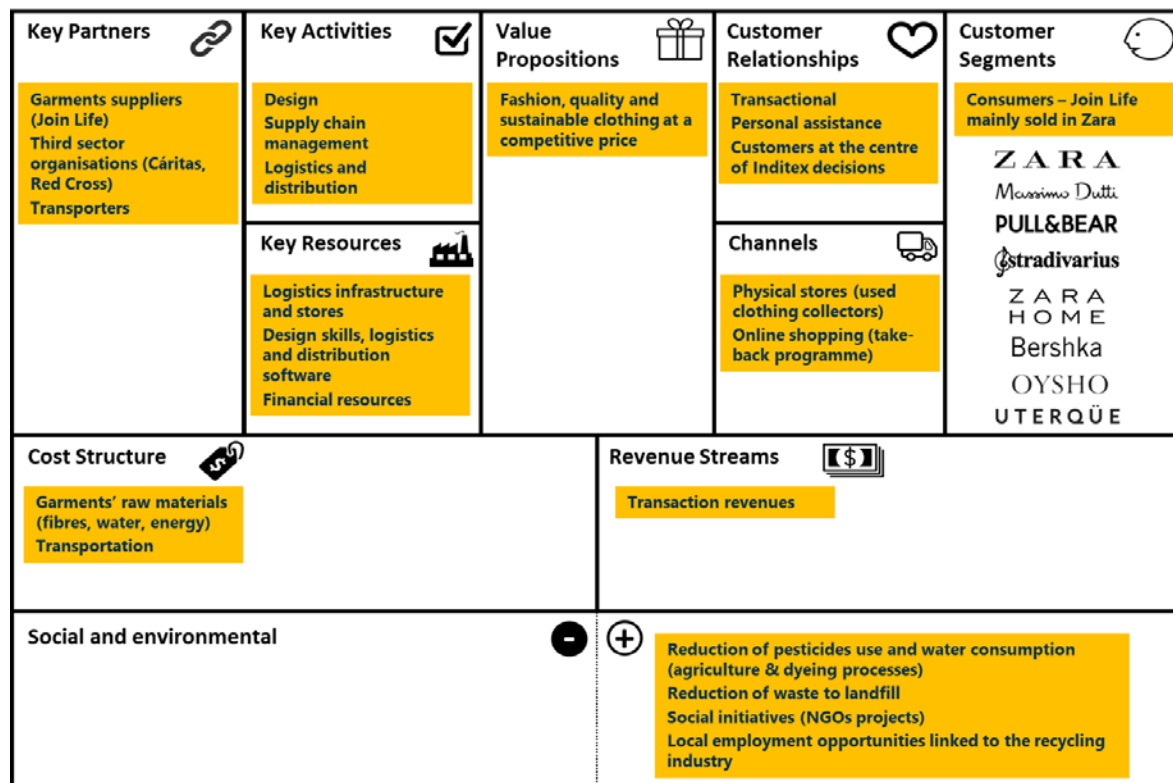 Key Partners
Garments suppliers
(Join Life)
Third sector
organisations (Cáritas,
Red Cross)
Transporters
Key Activities
Design
Supply chain
management
Logistics and
distribution
Key Resources
Logistics infrastructure
and stores
Design skills, logistics
and distribution
software
Financial resources
Value
Propositions
Fashion, quality and
sustainable clothing at a
competitive price
Customer
Relationships
Transactional
Personal assistance
Customers at the centre
of Inditex decisions
Channels
Physical stores (used
clothing collectors)
Online shopping (take-
back programme)
Customer
Segments
Consumers – Join Life
mainly sold in Zara
ZARA
Massimo Dutti
PULL&BEAR
stradivarius
ZARA
HOME
Bershka
OYSHO
UTERQÜE
Cost Structure
$
Garments' raw materials
(fibres, water, energy)
Transportation
Revenue Streams
$
Transaction revenues
Social and environmental
-
+
Reduction of pesticides use and water consumption
(agriculture & dyeing processes)
Reduction of waste to landfill
Social initiatives (NGOs projects)
Local employment opportunities linked to the recycling
industry